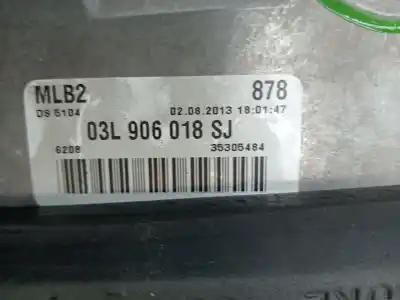 MLB2 878
DS 5104 02.08.2013 18:01:47
03L 906 018 SJ
6208 35305484